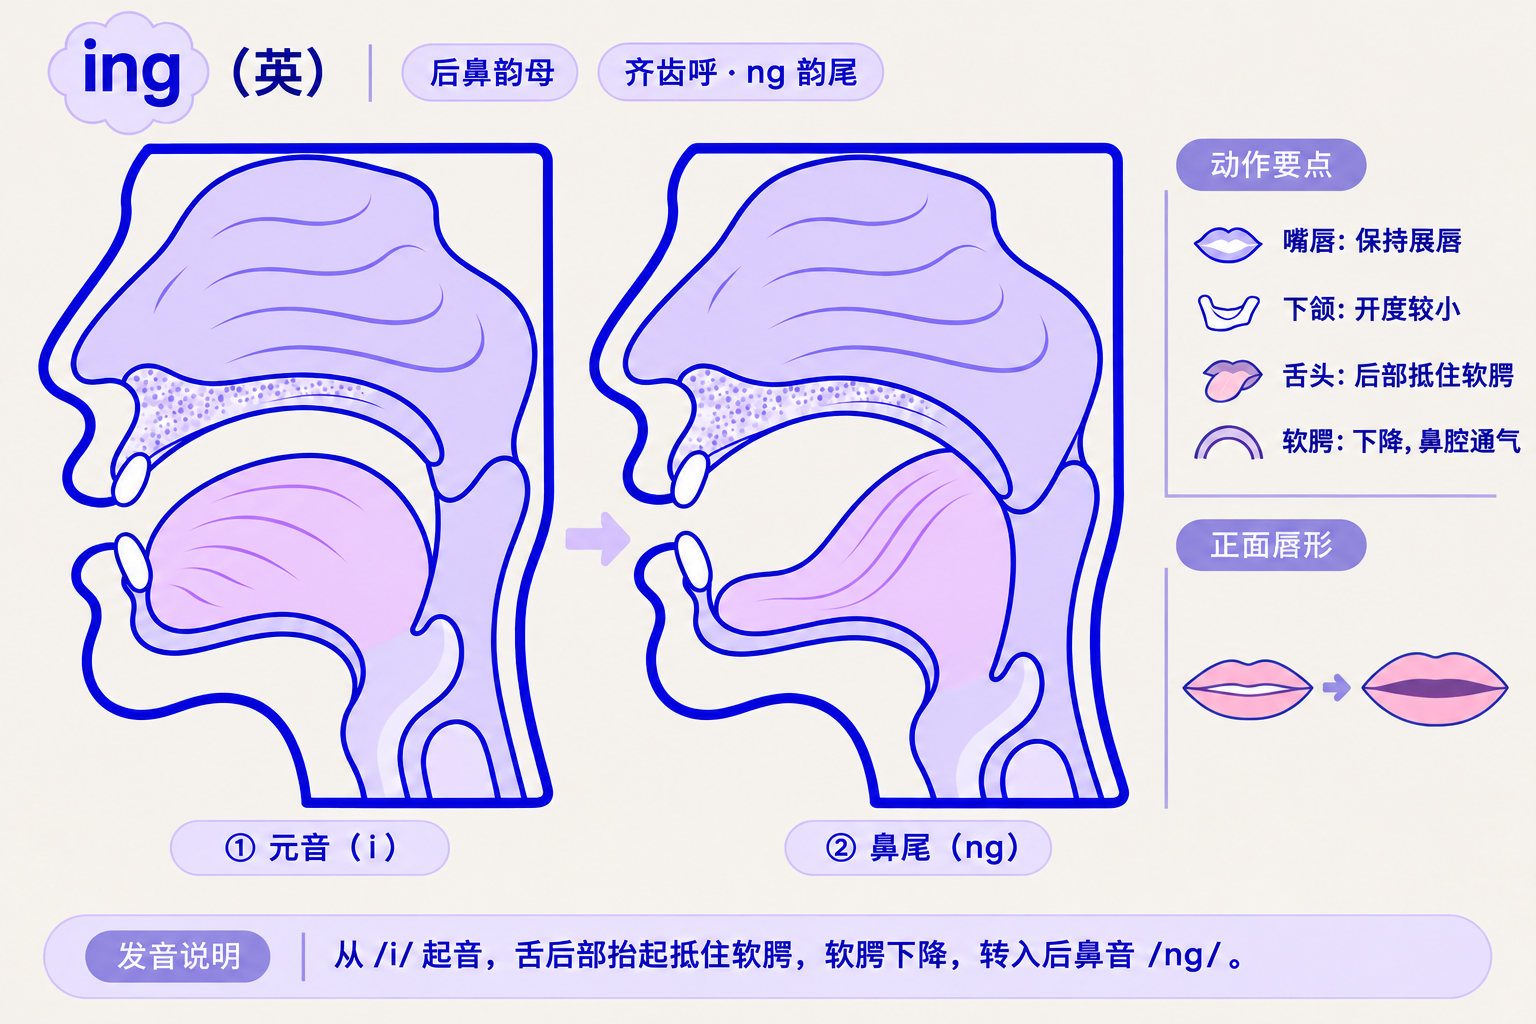 ing（英）
后鼻韵母
齐齿呼·ng 韵尾
动作要点
嘴唇：保持展唇
下颌：开度较小
舌头：后部抵住软腭
软腭：下降，鼻腔通气
正面唇形
① 元音（i）
② 鼻尾（ng）
发音说明
从 /i/ 起音，舌后部抬起抵住软腭，软腭下降，转入后鼻音 /ng/。